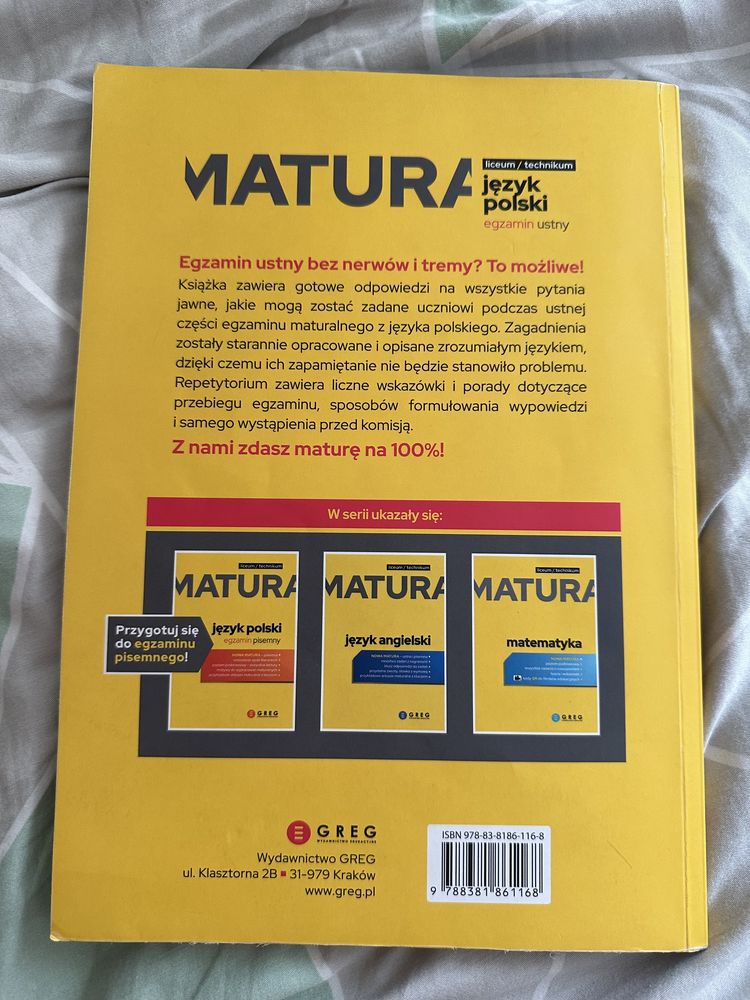 MATURA
liceum / technikum
język
polski
egzamin ustny
Egzamin ustny bez nerwów i tremy? To możliwe!
Książka zawiera gotowe odpowiedzi na wszystkie pytania
jawne, jakie mogą zostać zadane uczniowi podczas ustnej
części egzaminu maturalnego z języka polskiego. Zagadnienia
zostały starannie opracowane i opisane zrozumiałym językiem,
dzięki czemu ich zapamiętanie nie będzie stanowiło problemu.
Repetytorium zawiera liczne wskazówki i porady dotyczące
przebiegu egzaminu, sposobów formułowania wypowiedzi
i samego wystąpienia przed komisją.
Z nami zdasz maturę na 100%!
W serii ukazały się:
Przygotuj się
do egzaminu
pisemnego!
liceum / technikum
MATURA
język polski
egzamin pisemny
GREG
liceum / technikum
MATURA
język angielski
GREG
liceum / technikum
MATURA
matematyka
GREG
GREG
WYDAWNICTWO EDUKACYJNE
Wydawnictwo GREG
ul. Klasztorna 2B ▪ 31-979 Kraków
www.greg.pl
ISBN 978-83-8186-116-8
9 788381 861168